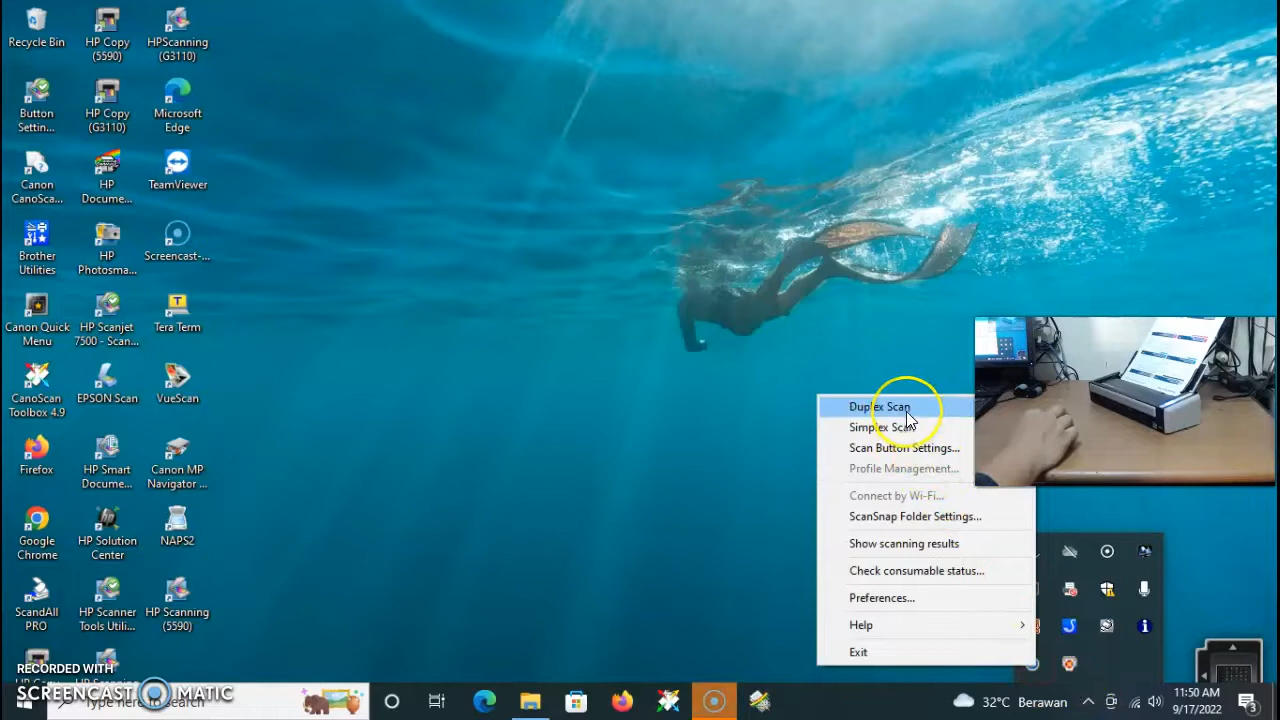 Recycle Bin
HP Copy
(5590)
HPScanning
(G3110)
Button
Settin...
HP Copy
(G3110)
Microsoft
Edge
Canon
CanoSca...
HP
Docume...
TeamViewer
Brother
Utilities
HP
Photosma...
Screencast-...
Canon Quick
Menu
HP Scanjet
7500 - Scan...
Tera Term
CanoScan
Toolbox 4.9
EPSON Scan
VueScan
Firefox
HP Smart
Docume...
Canon MP
Navigator ...
Google
Chrome
HP Solution
Center
NAPS2
ScandAll
PRO
HP Scanner
Tools Utili...
HP Scanning
(5590)
Duplex Scan
Simplex Scan
Scan Button Settings...
Profile Management...
Connect by Wi-Fi...
ScanSnap Folder Settings...
Show scanning results
Check consumable status...
Preferences...
Help
Exit
RECORDED WITH
SCREENCAST MATIC
Type here to search
32°C Berawan
11:50 AM
9/17/2022
3